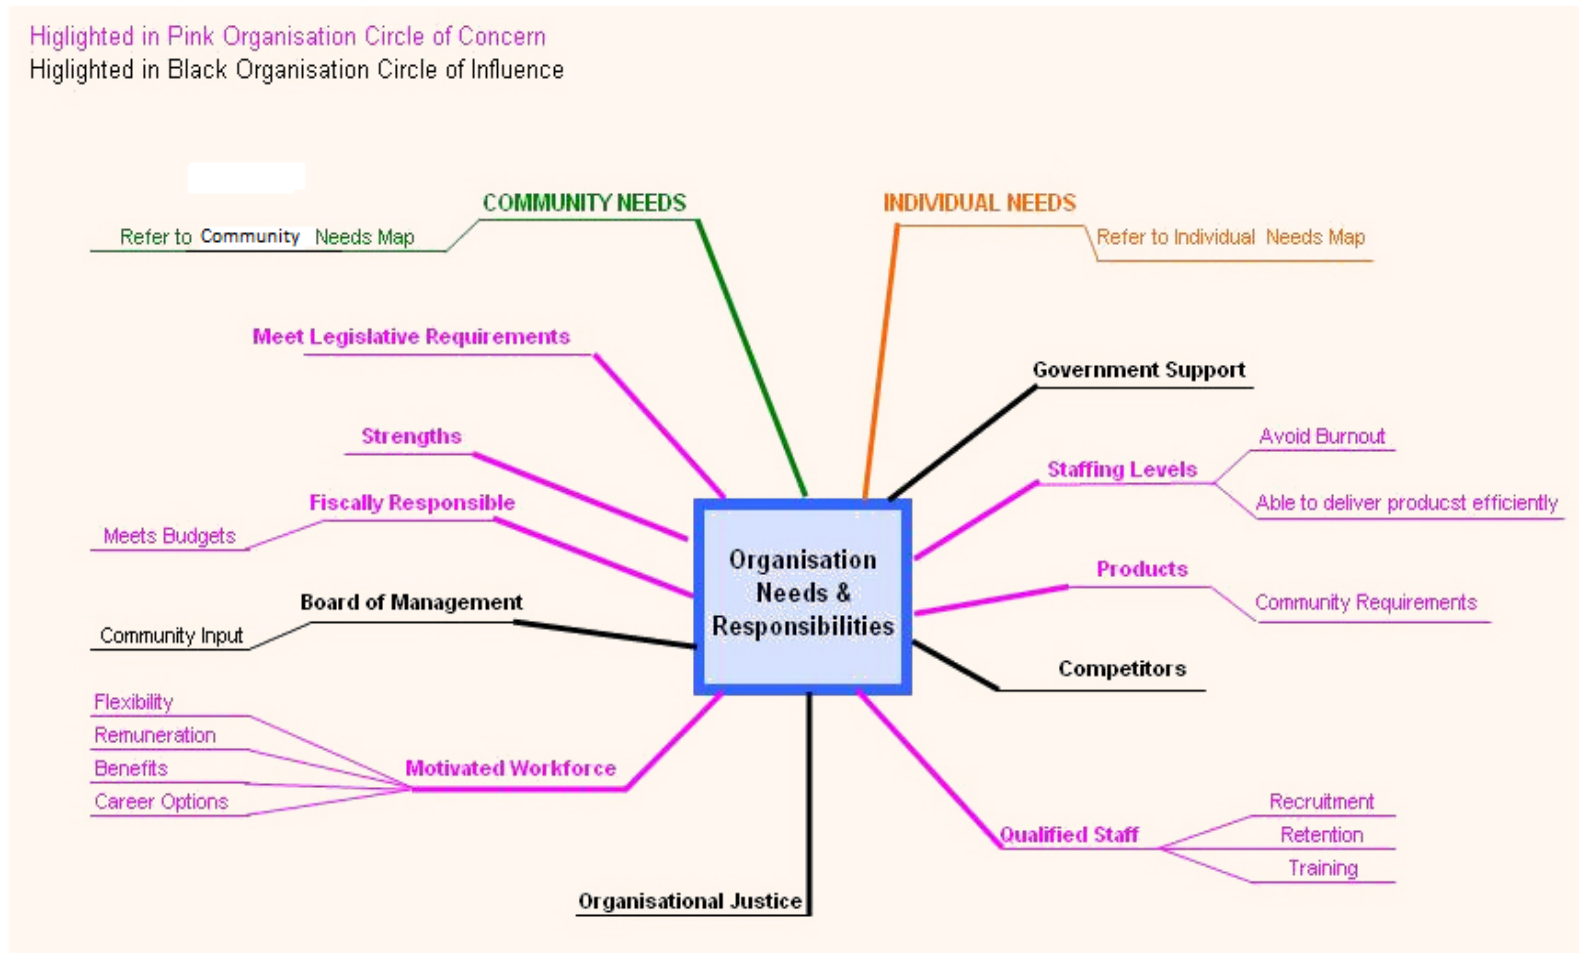 Higlighted in Pink Organisation Circle of Concern
Higlighted in Black Organisation Circle of Influence
COMMUNITY NEEDS
Refer to Community Needs Map
INDIVIDUAL NEEDS
Refer to Individual Needs Map
Meet Legislative Requirements
Government Support
Strengths
Staffing Levels
Avoid Burnout
Able to deliver producst efficiently
Fiscally Responsible
Meets Budgets
Organisation
Needs &
Responsibilities
Products
Community Requirements
Board of Management
Community Input
Competitors
Motivated Workforce
Flexibility
Remuneration
Benefits
Career Options
Qualified Staff
Recruitment
Retention
Training
Organisational Justice